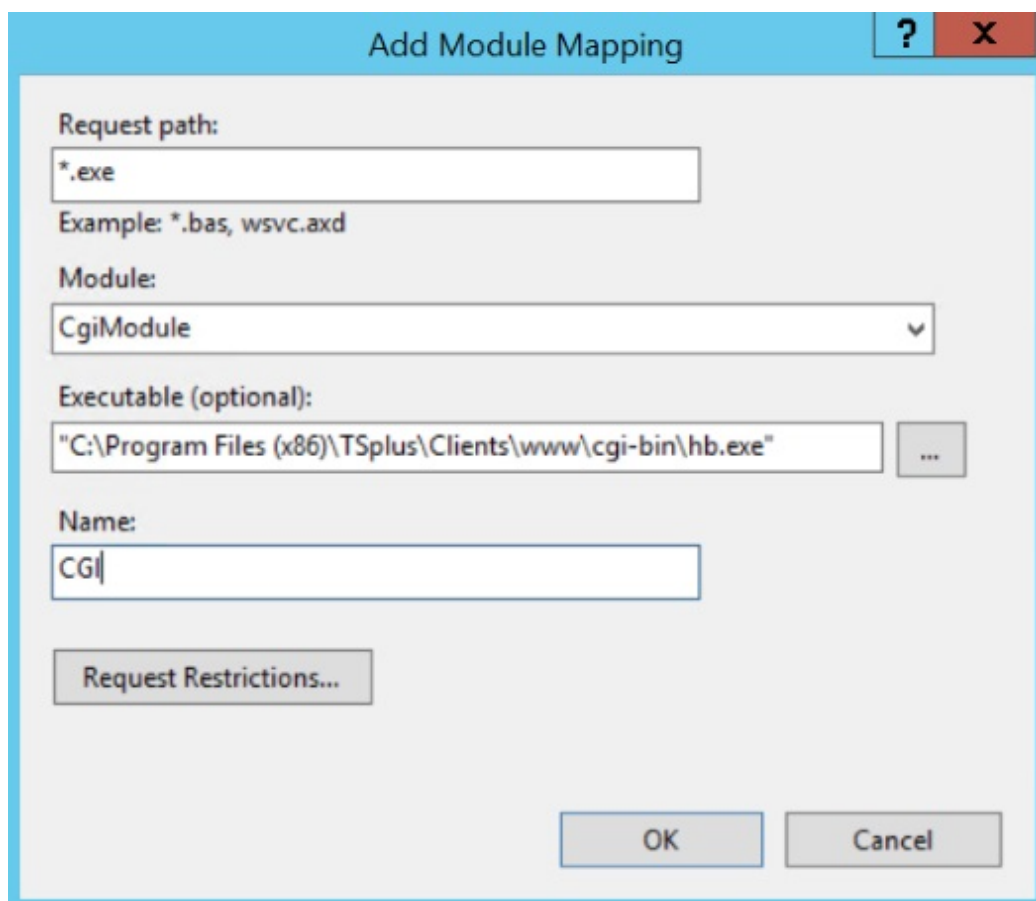 Add Module Mapping
? X
Request path:
*.exe
Example: *.bas, wsvc.axd
Module:
CgiModule
Executable (optional):
"C:\Program Files (x86)\TSplus\Clients\www\cgi-bin\hb.exe"
...
Name:
CGI
Request Restrictions...
OK
Cancel